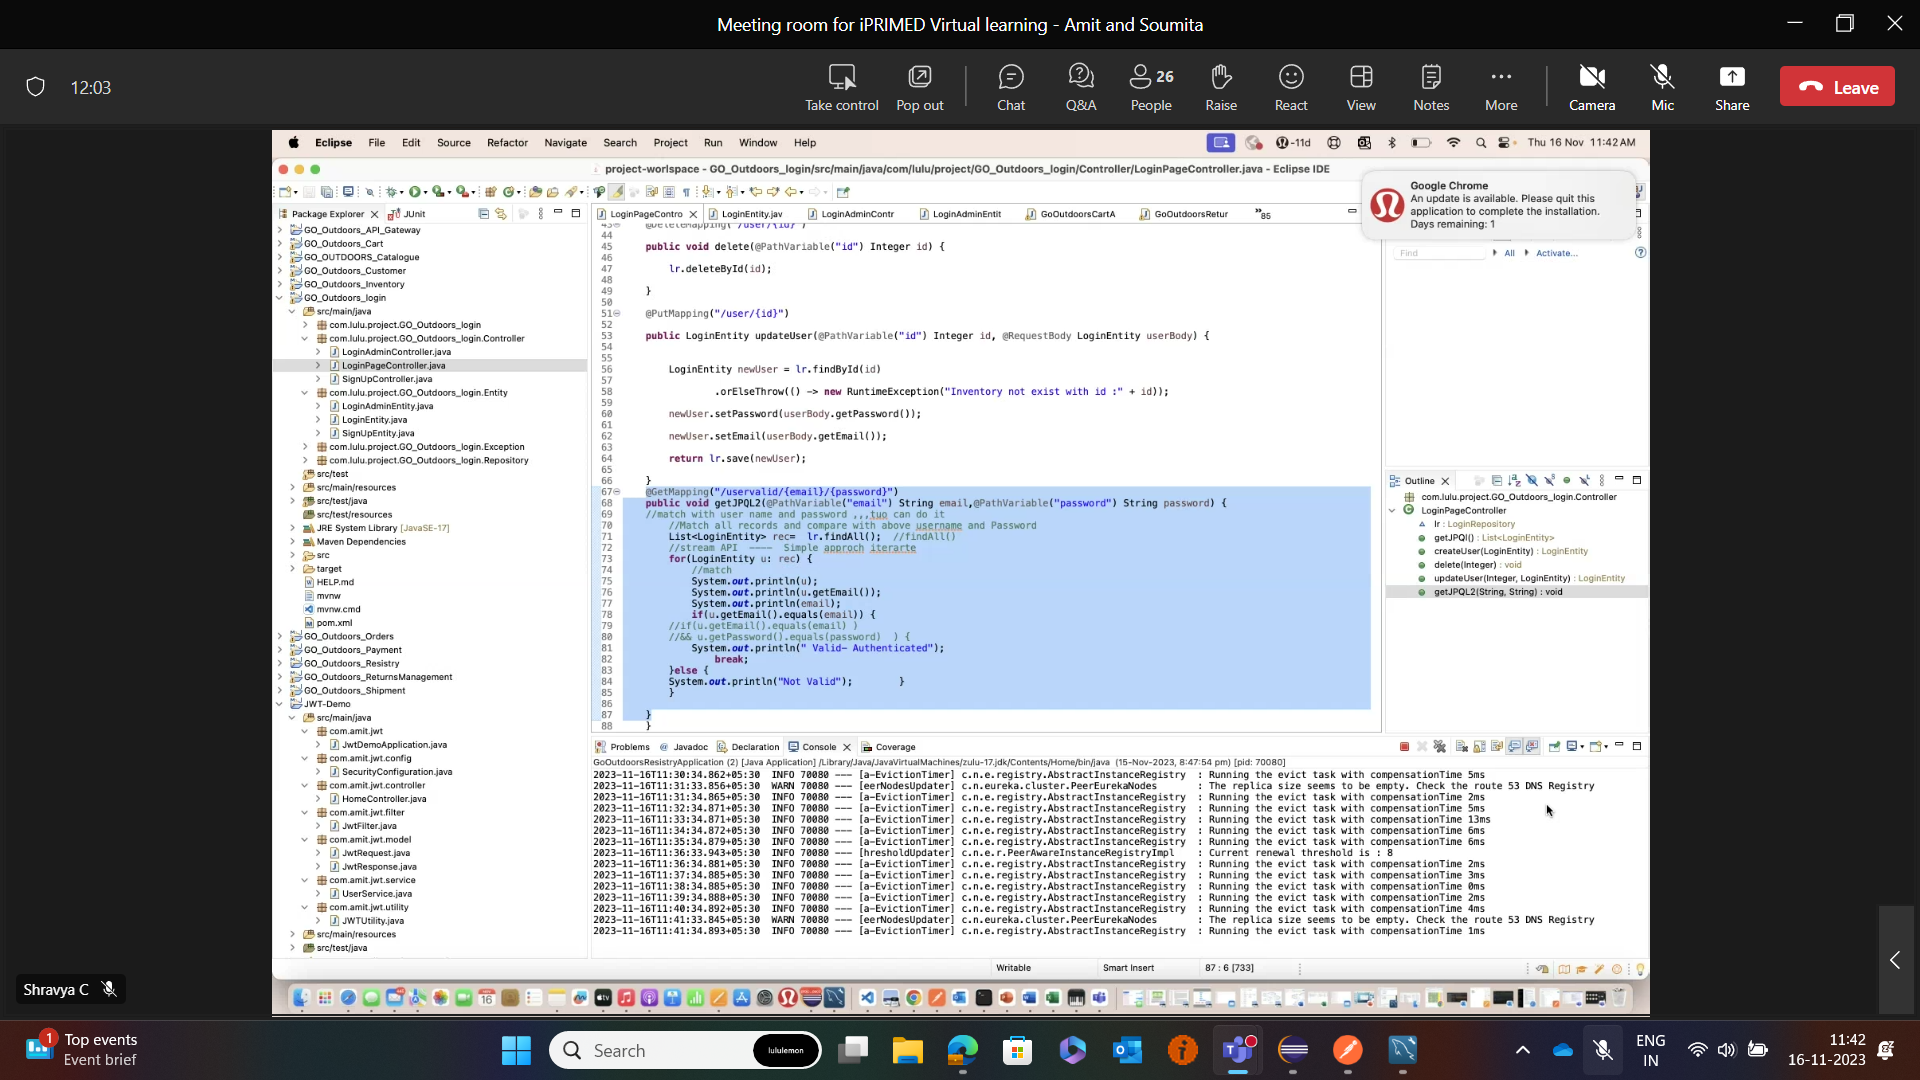 Meeting room for iPRIMED Virtual learning - Amit and Soumita
12:03
Take control
Pop out
Chat
Q&A
26
People
Raise
React
View
Notes
More
Camera
Mic
Share
Leave
Eclipse File Edit Source Refactor Navigate Search Project Run Window Help
-11d
Thu 16 Nov 11:42AM
project-worlspace - GO_Outdoors_login/src/main/java/com/lulu/project/GO_Outdoors_login/Controller/LoginPageController.java - Eclipse IDE
Google Chrome
An update is available. Please quit this
application to complete the installation.
Days remaining: 1
Package Explorer
JUnit
LoginPageContro
LoginEntity.jav
LoginAdminContr
LoginAdminEntit
GoOutdoorsCartA
GoOutdoorsRetur
»85
Find
All
Activate...
GO_Outdoors_API_Gateway
GO_Outdoors_Cart
GO_OUTDOORS_Catalogue
GO_Outdoors_Customer
GO_Outdoors_Inventory
GO_Outdoors_login
src/main/java
com.lulu.project.GO_Outdoors_login
com.lulu.project.GO_Outdoors_login.Controller
LoginAdminController.java
LoginPageController.java
SignUpController.java
com.lulu.project.GO_Outdoors_login.Entity
LoginAdminEntity.java
LoginEntity.java
SignUpEntity.java
com.lulu.project.GO_Outdoors_login.Exception
com.lulu.project.GO_Outdoors_login.Repository
src/test
src/main/resources
src/test/java
src/test/resources
JRE System Library [JavaSE-17]
Maven Dependencies
src
target
HELP.md
mvnw
mvnw.cmd
pom.xml
GO_Outdoors_Orders
GO_Outdoors_Payment
GO_Outdoors_Registry
GO_Outdoors_ReturnsManagement
GO_Outdoors_Shipment
JWT-Demo
src/main/java
com.amit.jwt
JwtDemoApplication.java
com.amit.jwt.config
SecurityConfiguration.java
com.amit.jwt.controller
HomeController.java
com.amit.jwt.filter
JwtFilter.java
com.amit.jwt.model
JwtRequest.java
JwtResponse.java
com.amit.jwt.service
UserService.java
com.amit.jwt.utility
JWTUtility.java
src/main/resources
src/test/java
43 @DeleteMapping("/user/{id}")
44
45 public void delete(@PathVariable("id") Integer id) {
46
47 lr.deleteById(id);
48
49 }
50
51 @PutMapping("/user/{id}")
52
53 public LoginEntity updateUser(@PathVariable("id") Integer id, @RequestBody LoginEntity userBody) {
54
55
56 LoginEntity newUser = lr.findById(id)
57
58 .orElseThrow(() -> new RuntimeException("Inventory not exist with id :" + id));
59
60 newUser.setPassword(userBody.getPassword());
61
62 newUser.setEmail(userBody.getEmail());
63
64 return lr.save(newUser);
65
66 }
67 @GetMapping("/uservalid/{email}/{password}")
68 public void getJPQL2(@PathVariable("email") String email,@PathVariable("password") String password) {
69 //match with user name and password ,,,tup can do it
70 //Match all records and compare with above username and Password
71 List<LoginEntity> rec= lr.findAll(); //findAll()
72 //stream API ---- Simple approch iterarte
73 for(LoginEntity u: rec) {
74 //match
75 System.out.println(u);
76 System.out.println(u.getEmail());
77 System.out.println(email);
78 if(u.getEmail().equals(email)) {
79 //if(u.getEmail().equals(email) )
80 //&& u.getPassword().equals(password) ) {
81 System.out.println(" Valid- Authenticated");
82 break;
83 }else {
84 System.out.println("Not Valid"); }
85 }
86
87 }
88 }
Outline
com.lulu.project.GO_Outdoors_login.Controller
LoginPageController
lr : LoginRepository
getJPQl() : List<LoginEntity>
createUser(LoginEntity) : LoginEntity
delete(Integer) : void
updateUser(Integer, LoginEntity) : LoginEntity
getJPQL2(String, String) : void
Problems @ Javadoc Declaration Console Coverage
GoOutdoorsRegistryApplication (2) [Java Application] /Library/Java/JavaVirtualMachines/zulu-17.jdk/Contents/Home/bin/java (15-Nov-2023, 8:47:54 pm) [pid: 70080]
2023-11-16T11:30:34.862+05:30 INFO 70080 --- [a-EvictionTimer] c.n.e.registry.AbstractInstanceRegistry : Running the evict task with compensationTime 5ms
2023-11-16T11:31:33.856+05:30 WARN 70080 --- [eerNodesUpdater] c.n.eureka.cluster.PeerEurekaNodes : The replica size seems to be empty. Check the route 53 DNS Registry
2023-11-16T11:31:34.865+05:30 INFO 70080 --- [a-EvictionTimer] c.n.e.registry.AbstractInstanceRegistry : Running the evict task with compensationTime 2ms
2023-11-16T11:32:34.871+05:30 INFO 70080 --- [a-EvictionTimer] c.n.e.registry.AbstractInstanceRegistry : Running the evict task with compensationTime 5ms
2023-11-16T11:33:34.871+05:30 INFO 70080 --- [a-EvictionTimer] c.n.e.registry.AbstractInstanceRegistry : Running the evict task with compensationTime 13ms
2023-11-16T11:34:34.872+05:30 INFO 70080 --- [a-EvictionTimer] c.n.e.registry.AbstractInstanceRegistry : Running the evict task with compensationTime 6ms
2023-11-16T11:35:34.879+05:30 INFO 70080 --- [a-EvictionTimer] c.n.e.registry.AbstractInstanceRegistry : Running the evict task with compensationTime 6ms
2023-11-16T11:36:33.943+05:30 INFO 70080 --- [hresholdUpdater] c.n.e.r.PeerAwareInstanceRegistryImpl : Current renewal threshold is : 8
2023-11-16T11:36:34.881+05:30 INFO 70080 --- [a-EvictionTimer] c.n.e.registry.AbstractInstanceRegistry : Running the evict task with compensationTime 2ms
2023-11-16T11:37:34.885+05:30 INFO 70080 --- [a-EvictionTimer] c.n.e.registry.AbstractInstanceRegistry : Running the evict task with compensationTime 3ms
2023-11-16T11:38:34.885+05:30 INFO 70080 --- [a-EvictionTimer] c.n.e.registry.AbstractInstanceRegistry : Running the evict task with compensationTime 0ms
2023-11-16T11:39:34.888+05:30 INFO 70080 --- [a-EvictionTimer] c.n.e.registry.AbstractInstanceRegistry : Running the evict task with compensationTime 2ms
2023-11-16T11:40:34.892+05:30 INFO 70080 --- [a-EvictionTimer] c.n.e.registry.AbstractInstanceRegistry : Running the evict task with compensationTime 4ms
2023-11-16T11:41:33.845+05:30 WARN 70080 --- [eerNodesUpdater] c.n.eureka.cluster.PeerEurekaNodes : The replica size seems to be empty. Check the route 53 DNS Registry
2023-11-16T11:41:34.893+05:30 INFO 70080 --- [a-EvictionTimer] c.n.e.registry.AbstractInstanceRegistry : Running the evict task with compensationTime 1ms
Writable
Smart Insert
87 : 6 [733]
Shravya C
1
Top events
Event brief
Search
lululemon
ENG
IN
11:42
16-11-2023